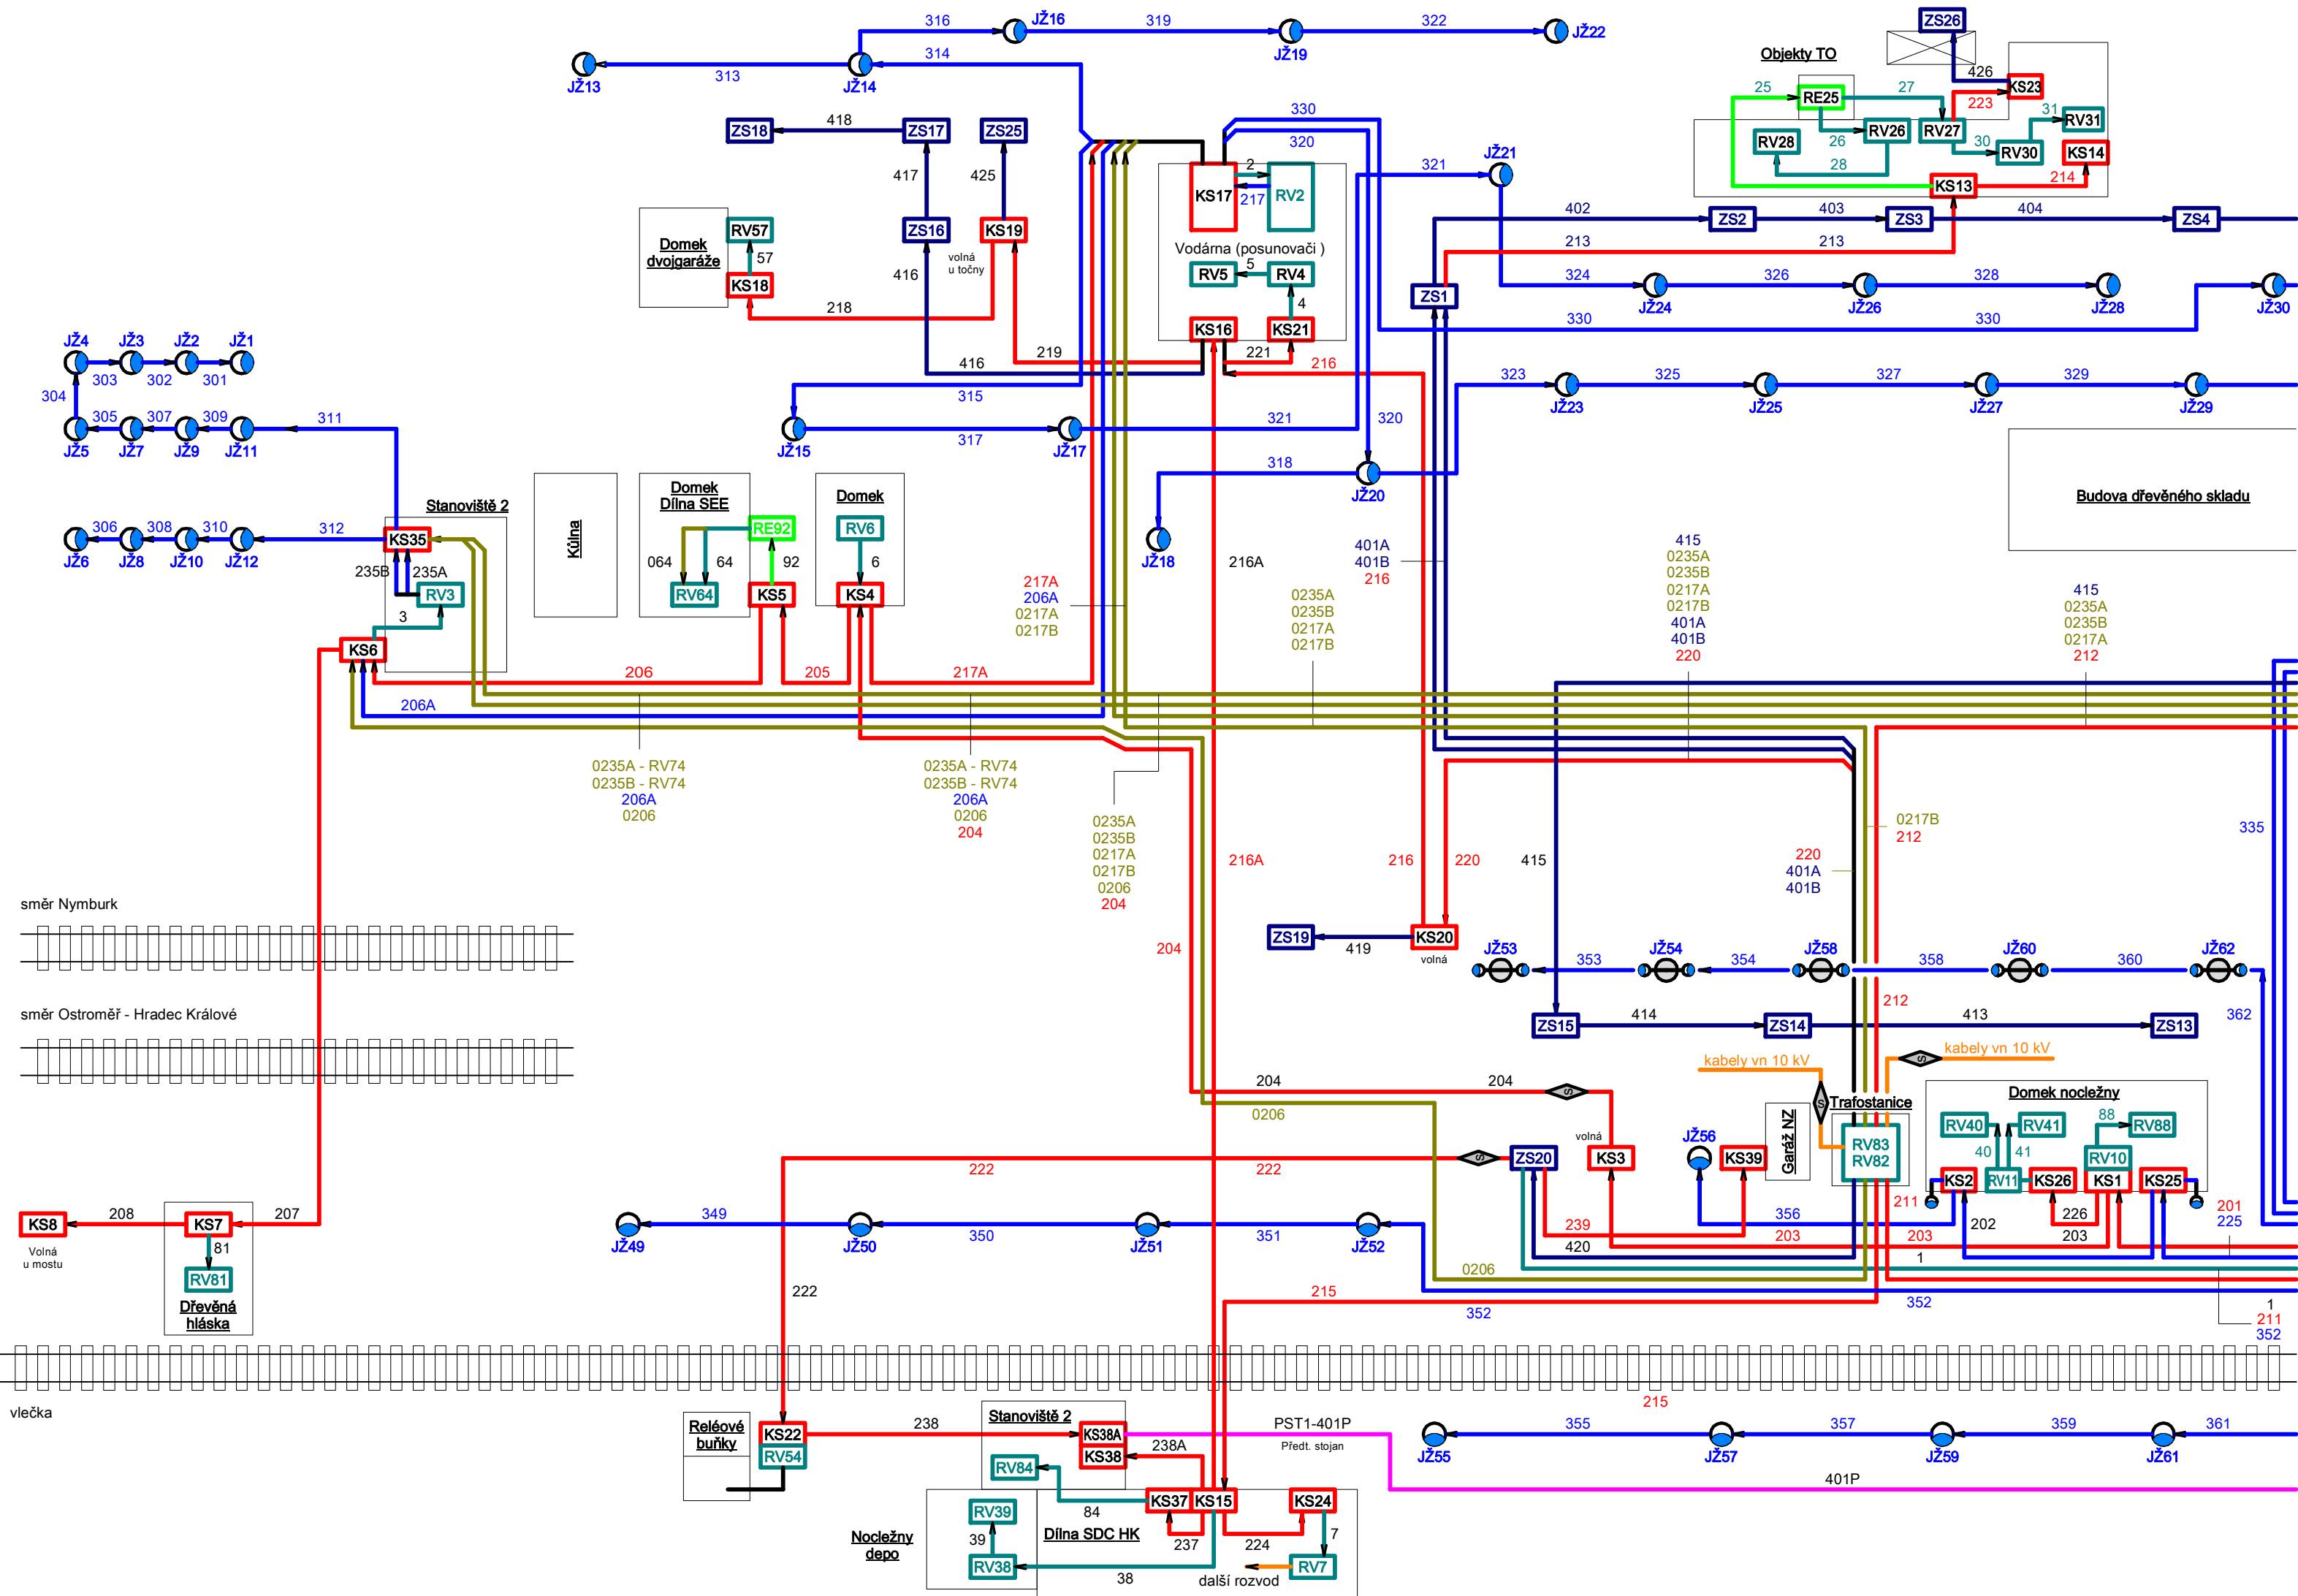 316
JŽ16
319
322
JŽ22
JŽ19
314
313
JŽ13
JŽ14
ZS26
Objekty TO
426
KS23
25
RE25
27
223
31
RV31
RV28
RV26
RV27
26
30
RV30
KS14
28
214
KS13
330
320
ZS18
418
ZS17
ZS25
417
425
KS17
2
217
RV2
321
JŽ21
Domek
dvojgaráže
RV57
57
KS18
ZS16
KS19
volná
u točny
416
218
Vodárna (posunovači )
RV5
5
RV4
4
KS16
KS21
219
221
216
416
402
ZS2
403
ZS3
404
ZS4
213
213
ZS1
324
326
328
JŽ24
JŽ26
JŽ28
JŽ30
330
330
JŽ4
JŽ3
JŽ2
JŽ1
303
302
301
304
305
307
309
311
JŽ5
JŽ7
JŽ9
JŽ11
315
321
320
317
JŽ15
JŽ17
323
325
327
329
JŽ23
JŽ25
JŽ27
JŽ29
318
JŽ20
JŽ18
Budova dřevěného skladu
Stanoviště 2
306
308
310
312
JŽ6
JŽ8
JŽ10
JŽ12
KS35
235B
235A
RV3
3
KS6
Kůlna
Domek
Dílna SEE
RE92
064
64
92
RV64
KS5
Domek
RV6
6
KS4
217A
206A
0217A
0217B
216A
0235A
0235B
0217A
0217B
401A
401B
216
415
0235A
0235B
0217A
0217B
401A
401B
220
415
0235A
0235B
0217A
212
206
205
217A
206A
0235A - RV74
0235B - RV74
206A
0206
0235A - RV74
0235B - RV74
206A
0206
204
0235A
0235B
0217A
0217B
0206
204
216A
216
220
415
0217B
212
220
401A
401B
335
směr Nymburk
204
ZS19
419
KS20
volná
JŽ53
353
JŽ54
354
JŽ58
358
JŽ60
360
JŽ62
212
362
směr Ostroměř - Hradec Králové
ZS15
414
ZS14
413
ZS13
kabely vn 10 kV
kabely vn 10 kV
S
S
204
204
S
0206
Garáž NZ
Trafostanice
RV83
RV82
Domek nocležny
RV40
RV41
88
RV88
40
41
RV10
KS2
RV11
KS26
KS1
KS25
222
222
S
ZS20
volná
KS3
JŽ56
KS39
211
356
202
226
203
201
225
239
203
203
420
1
KS8
208
KS7
207
Volná
u mostu
81
RV81
Dřevěná
hláska
349
350
351
JŽ49
JŽ50
JŽ51
JŽ52
222
0206
215
352
352
1
211
352
vlečka
215
Reléové
buňky
KS22
RV54
238
Stanoviště 2
KS38A
KS38
238A
RV84
PST1-401P
Předt. stojan
355
357
359
361
JŽ55
JŽ57
JŽ59
JŽ61
401P
KS37
KS15
KS24
84
RV39
39
RV38
Nocležny
depo
Dílna SDC HK
237
224
7
RV7
38
další rozvod